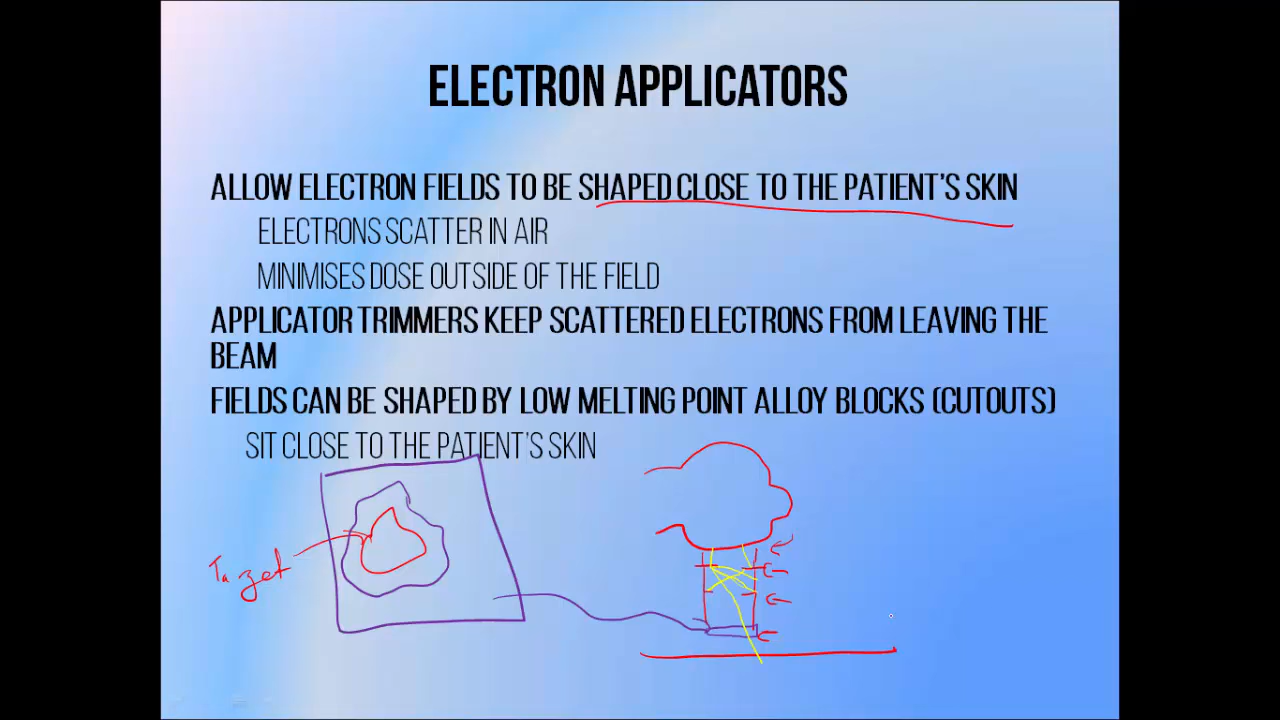 ELECTRON APPLICATORS
ALLOW ELECTRON FIELDS TO BE SHAPED CLOSE TO THE PATIENT'S SKIN
ELECTRONS SCATTER IN AIR
MINIMISES DOSE OUTSIDE OF THE FIELD
APPLICATOR TRIMMERS KEEP SCATTERED ELECTRONS FROM LEAVING THE
BEAM
FIELDS CAN BE SHAPED BY LOW MELTING POINT ALLOY BLOCKS (CUTOUTS)
SIT CLOSE TO THE PATIENT'S SKIN
Target